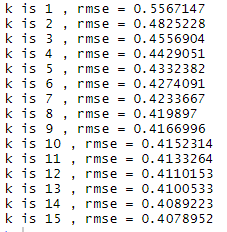 k is 1 , rmse = 0.5567147
k is 2 , rmse = 0.4825228
k is 3 , rmse = 0.4556904
k is 4 , rmse = 0.4429051
k is 5 , rmse = 0.4332382
k is 6 , rmse = 0.4274091
k is 7 , rmse = 0.4233667
k is 8 , rmse = 0.419897
k is 9 , rmse = 0.4166996
k is 10 , rmse = 0.4152314
k is 11 , rmse = 0.4133264
k is 12 , rmse = 0.4110153
k is 13 , rmse = 0.4100533
k is 14 , rmse = 0.4089223
k is 15 , rmse = 0.4078952